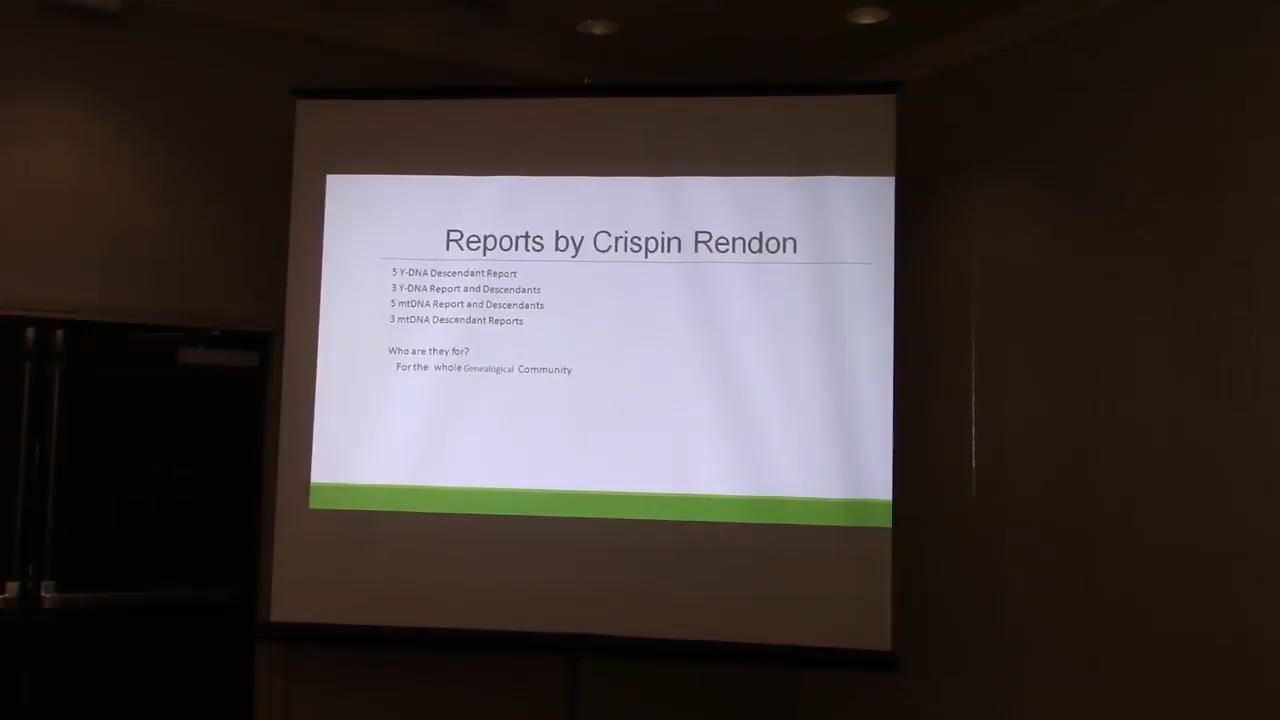 Reports by Crispin Rendon
5 Y-DNA Descendant Report
3 Y-DNA Report and Descendants
5 mtDNA Report and Descendants
3 mtDNA Descendant Reports
Who are they for?
For the whole Genealogical Community